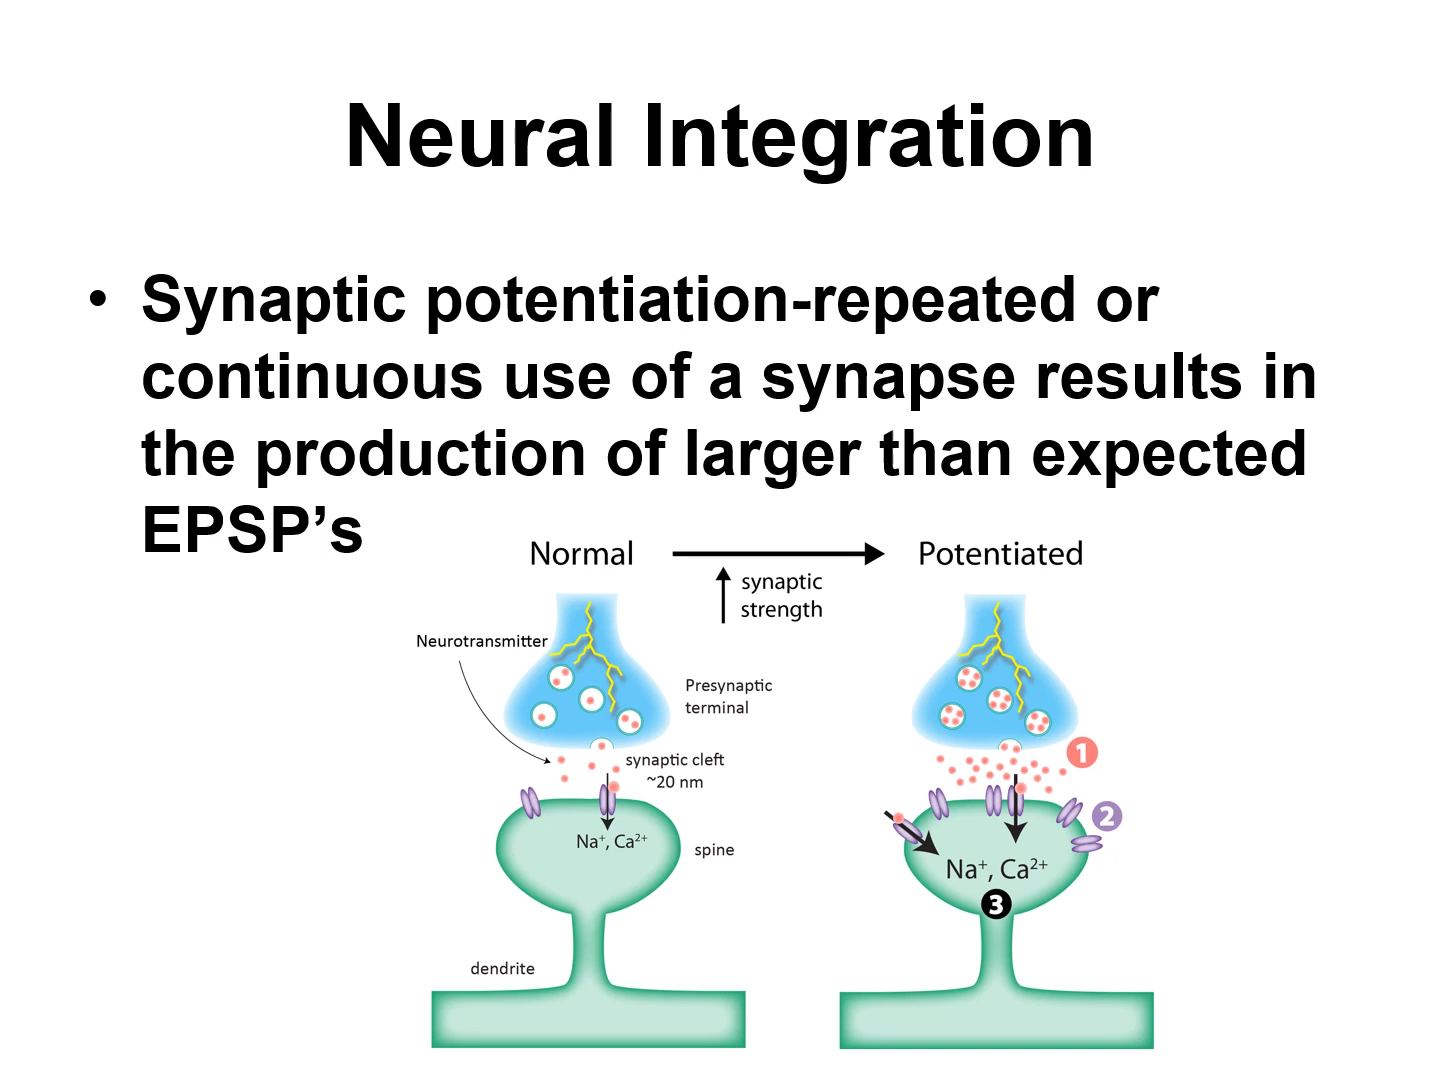 Neural Integration
• Synaptic potentiation-repeated or
continuous use of a synapse results in
the production of larger than expected
EPSP’s
Normal
synaptic
strength
Potentiated
Neurotransmitter
Presynaptic
terminal
synaptic cleft
~20 nm
Na⁺, Ca²⁺
spine
dendrite
1
2
Na⁺, Ca²⁺
3